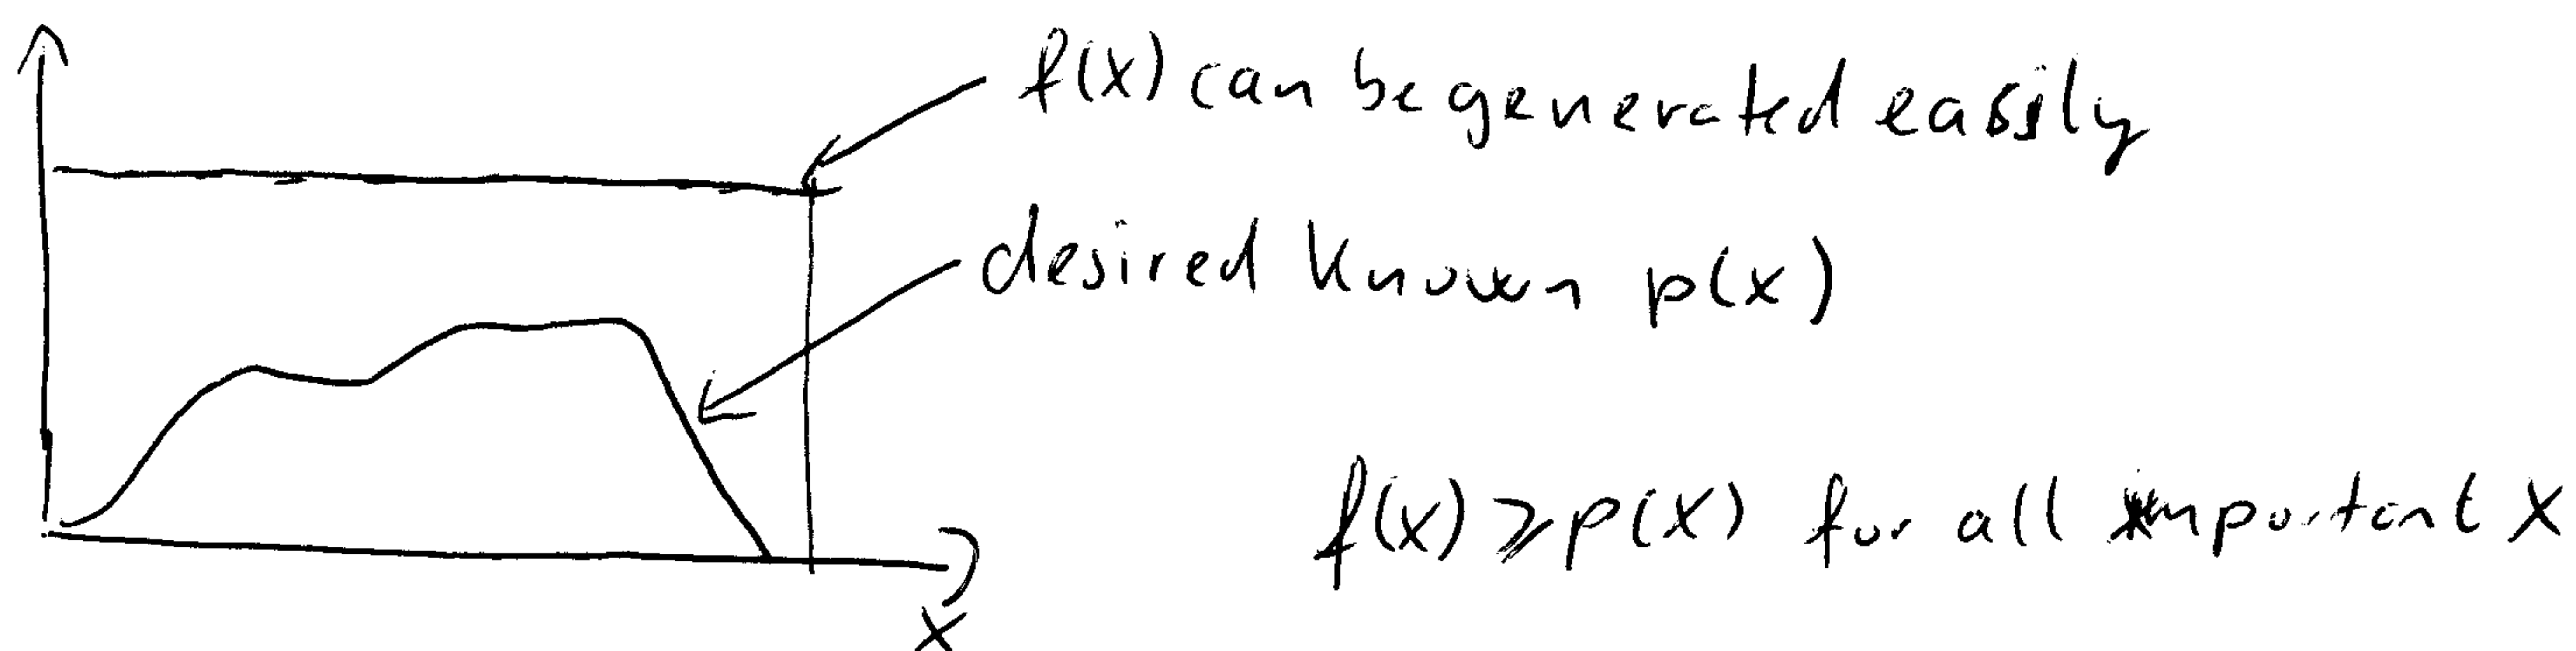 f(x) can be generated easily
desired known p(x)
f(x) ⩾ p(x) for all important x
x